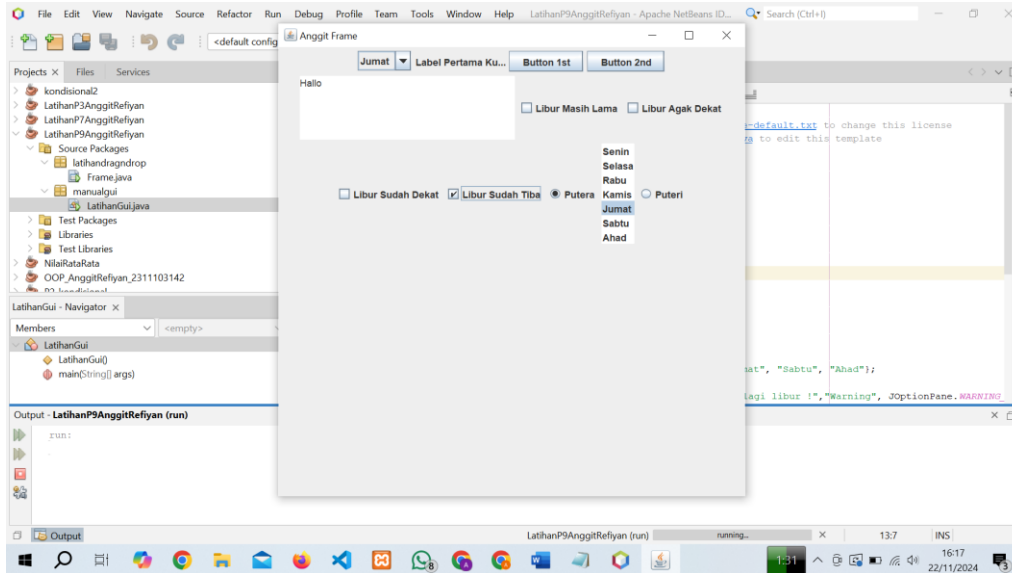 File Edit View Navigate Source Refactor Run Debug Profile Team Tools Window Help LatihanP9AnggitRefiyan - Apache NetBeans ID... Search (Ctrl+I)
<default config
Anggit Frame
Jumat Label Pertama Ku... Button 1st Button 2nd
Hallo
Libur Masih Lama Libur Agak Dekat
Senin
Selasa
Rabu
Libur Sudah Dekat Libur Sudah Tiba Putera Kamis Puteri
Jumat
Sabtu
Ahad
Projects Files Services
kondisional2
LatihanP3AnggitRefiyan
LatihanP7AnggitRefiyan
LatihanP9AnggitRefiyan
Source Packages
latihandragndrop
Frame.java
manualgui
LatihanGui.java
Test Packages
Libraries
Test Libraries
NilaiRataRata
OOP_AnggitRefiyan_2311103142
-default.txt to change this license
to edit this template
"Sabtu", "Ahad"};
lagi libur !","Warning", JOptionPane.WARNING_
LatihanGui - Navigator
Members <empty>
LatihanGui
LatihanGui()
main(String[] args)
Output - LatihanP9AnggitRefiyan (run)
run:
Output LatihanP9AnggitRefiyan (run) running... 13:7 INS
1:31 16:17
22/11/2024